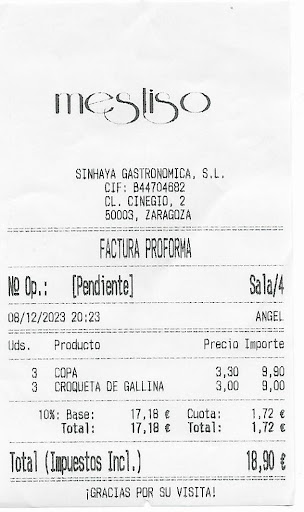 mestiso
SINHAYA GASTRONOMICA, S.L.
CIF: B44704682
CL. CINEGIO, 2
50003, ZARAGOZA
FACTURA PROFORMA
Nº Op.: [Pendiente] Sala/4
08/12/2023 20:23 ANGEL
Uds. Producto Precio Importe
3 COPA 3,30 9,90
3 CROQUETA DE GALLINA 3,00 9,00
10%: Base: 17,18 € Cuota: 1,72 €
Total: 17,18 € Total: 1,72 €
Total (Impuestos Incl.) 18,90 €
¡GRACIAS POR SU VISITA!